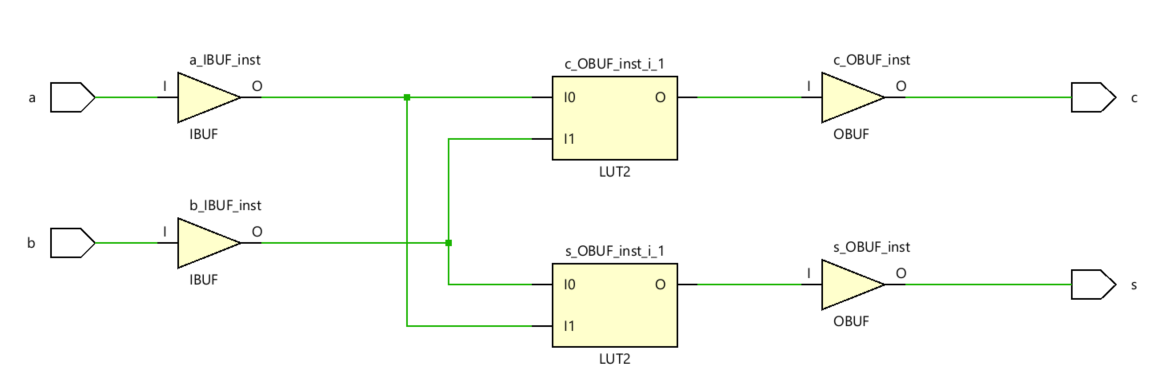 a_IBUF_inst
c_OBUF_inst_i_1
c_OBUF_inst
a
I
O
I0
O
I
O
c
I1
IBUF
OBUF
LUT2
b_IBUF_inst
b
I
O
s_OBUF_inst_i_1
s_OBUF_inst
IBUF
I0
O
I
O
s
I1
OBUF
LUT2